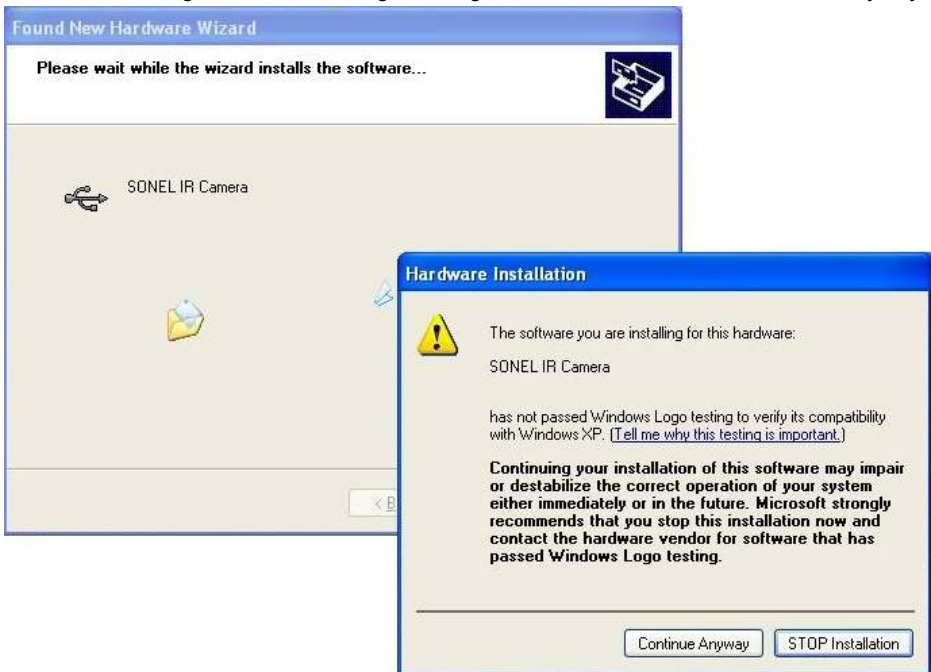 Found New Hardware Wizard
Please wait while the wizard installs the software...
SONEL IR Camera
< B
Hardware Installation
The software you are installing for this hardware:
SONEL IR Camera
has not passed Windows Logo testing to verify its compatibility
with Windows XP. (Tell me why this testing is important.)
Continuing your installation of this software may impair
or destabilize the correct operation of your system
either immediately or in the future. Microsoft strongly
recommends that you stop this installation now and
contact the hardware vendor for software that has
passed Windows Logo testing.
Continue Anyway STOP Installation